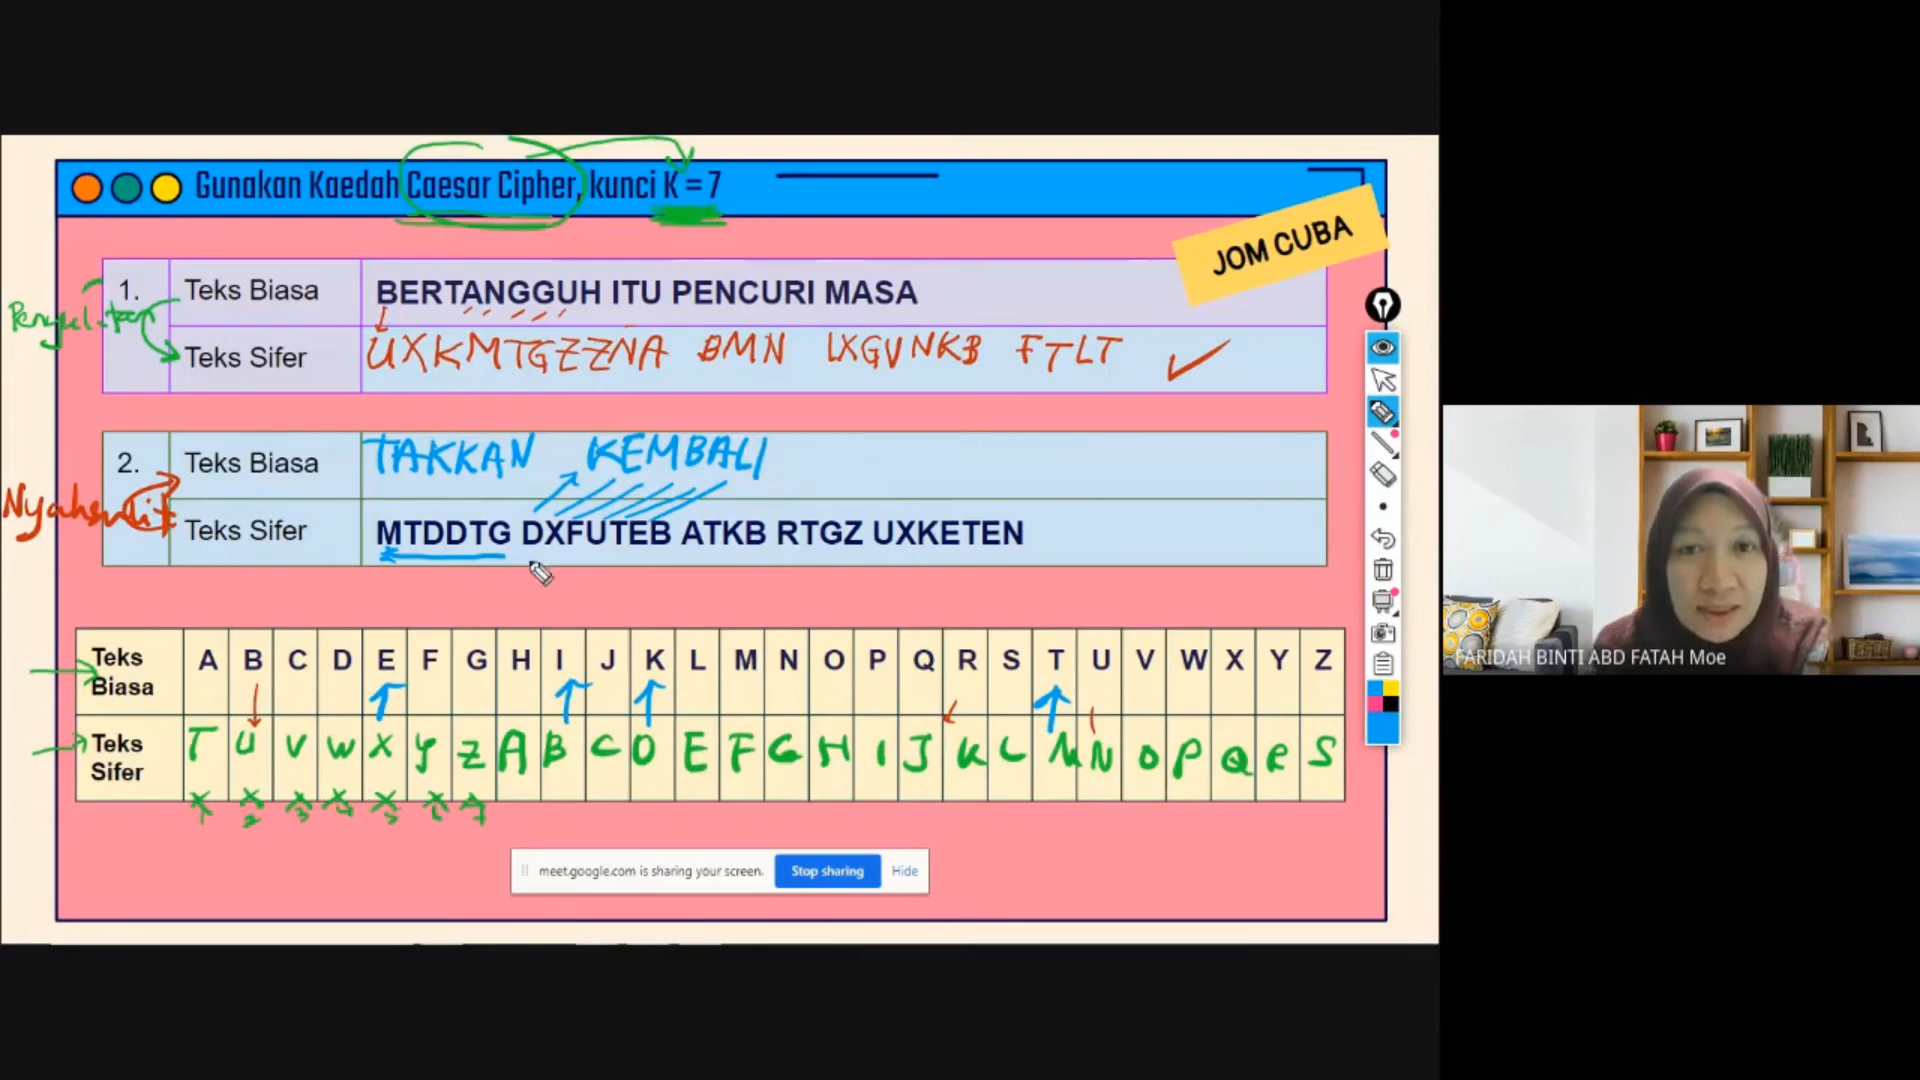 Gunakan Kaedah Caesar Cipher, kunci K = 7
JOM CUBA
1. Teks Biasa BERTANGGUH ITU PENCURI MASA
Teks Sifer UXKMTGZZNA BMN IXGVNKB FTLT
2. Teks Biasa TAKKAN KEMBALI
Teks Sifer MTDDTG DXFUTEB ATKB RTGZ UXKETEN
Teks Biasa A B C D E F G H I J K L M N O P Q R S T U V W X Y Z
Teks Sifer T U V W X Y Z A B C D E F G H I J K L M N O P Q R S
meet.google.com is sharing your screen. Stop sharing Hide
FARIDAH BINTI ABD FATAH Moe